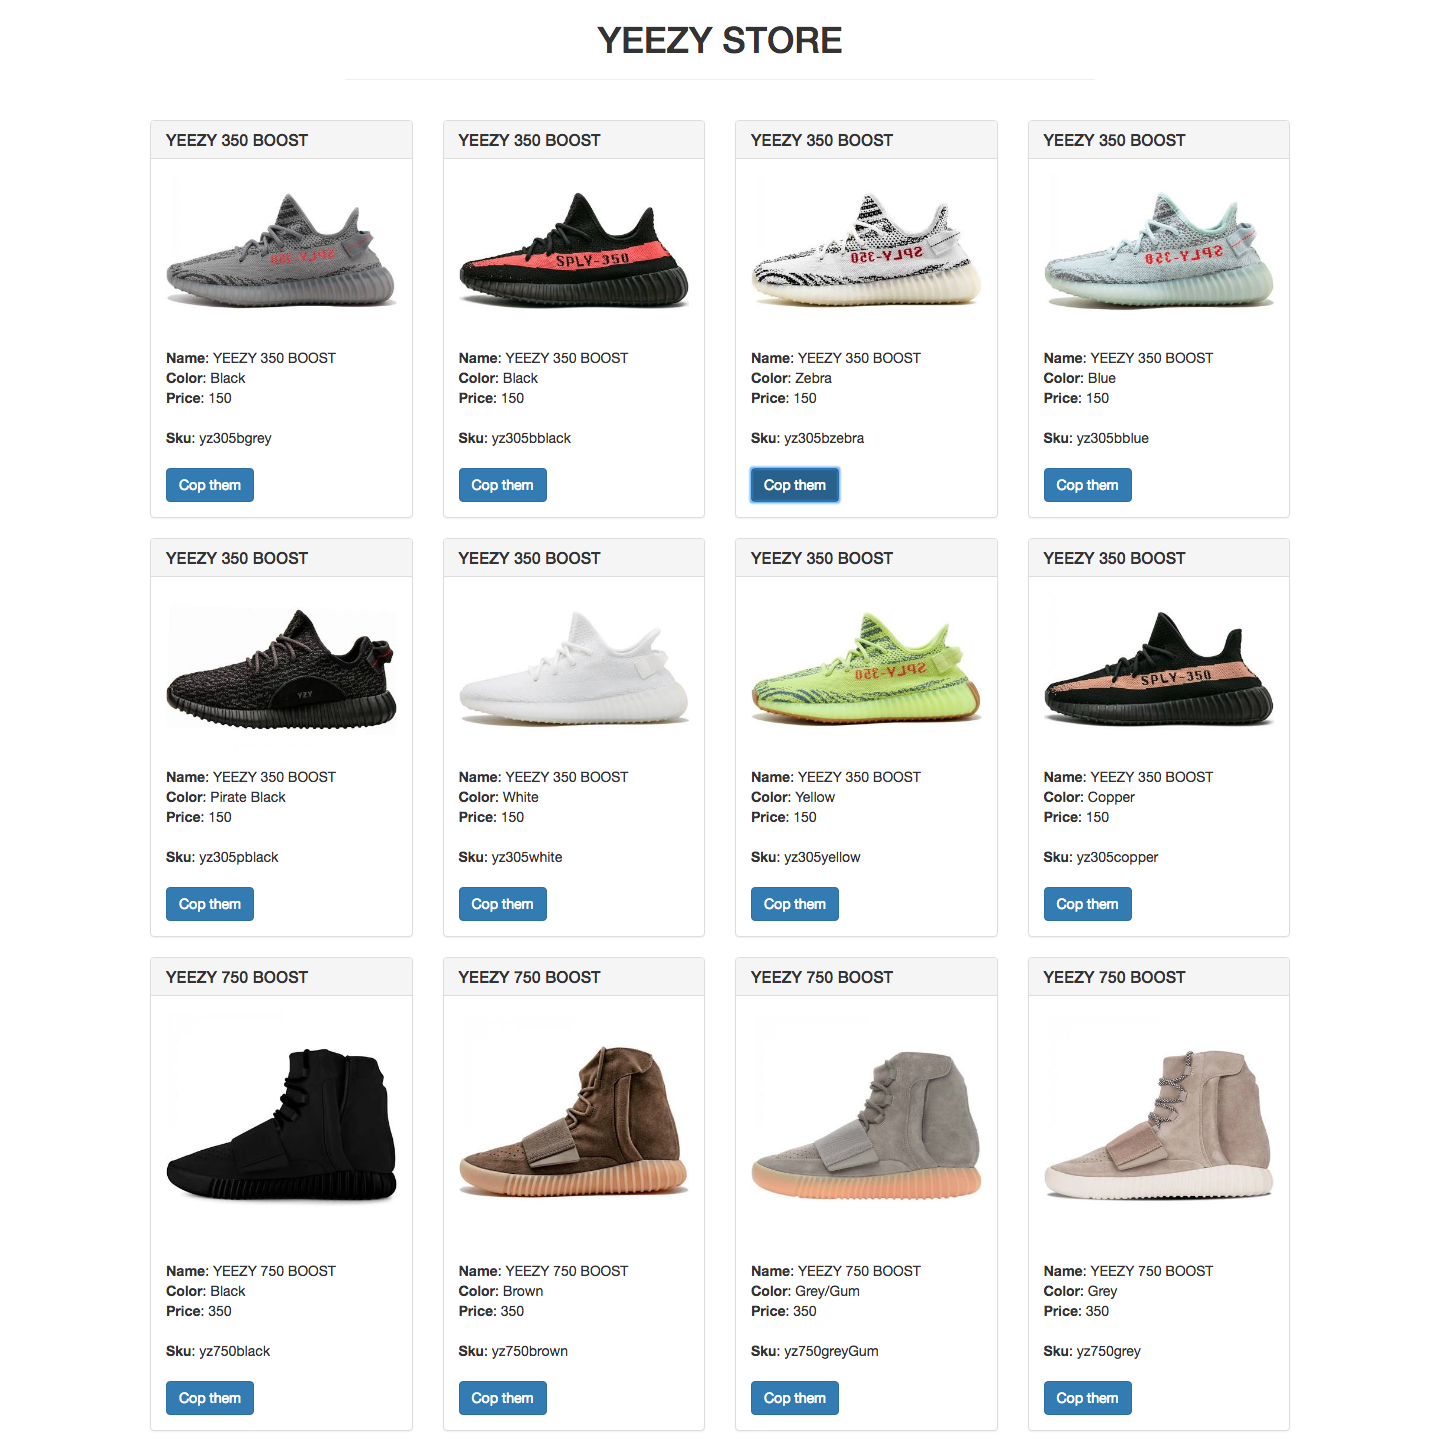 YEEZY STORE
YEEZY 350 BOOST
SPLY-350
Name: YEEZY 350 BOOST
Color: Black
Price: 150
Sku: yz305bgrey
Cop them
YEEZY 350 BOOST
SPLY-350
Name: YEEZY 350 BOOST
Color: Black
Price: 150
Sku: yz305bblack
Cop them
YEEZY 350 BOOST
SPLY-350
Name: YEEZY 350 BOOST
Color: Zebra
Price: 150
Sku: yz305bzebra
Cop them
YEEZY 350 BOOST
SPLY-350
Name: YEEZY 350 BOOST
Color: Blue
Price: 150
Sku: yz305bblue
Cop them
YEEZY 350 BOOST
YZY
Name: YEEZY 350 BOOST
Color: Pirate Black
Price: 150
Sku: yz305pblack
Cop them
YEEZY 350 BOOST
Name: YEEZY 350 BOOST
Color: White
Price: 150
Sku: yz305white
Cop them
YEEZY 350 BOOST
SPLY-350
Name: YEEZY 350 BOOST
Color: Yellow
Price: 150
Sku: yz305yellow
Cop them
YEEZY 350 BOOST
SPLY-350
Name: YEEZY 350 BOOST
Color: Copper
Price: 150
Sku: yz305copper
Cop them
YEEZY 750 BOOST
Name: YEEZY 750 BOOST
Color: Black
Price: 350
Sku: yz750black
Cop them
YEEZY 750 BOOST
Name: YEEZY 750 BOOST
Color: Brown
Price: 350
Sku: yz750brown
Cop them
YEEZY 750 BOOST
Name: YEEZY 750 BOOST
Color: Grey/Gum
Price: 350
Sku: yz750greyGum
Cop them
YEEZY 750 BOOST
Name: YEEZY 750 BOOST
Color: Grey
Price: 350
Sku: yz750grey
Cop them